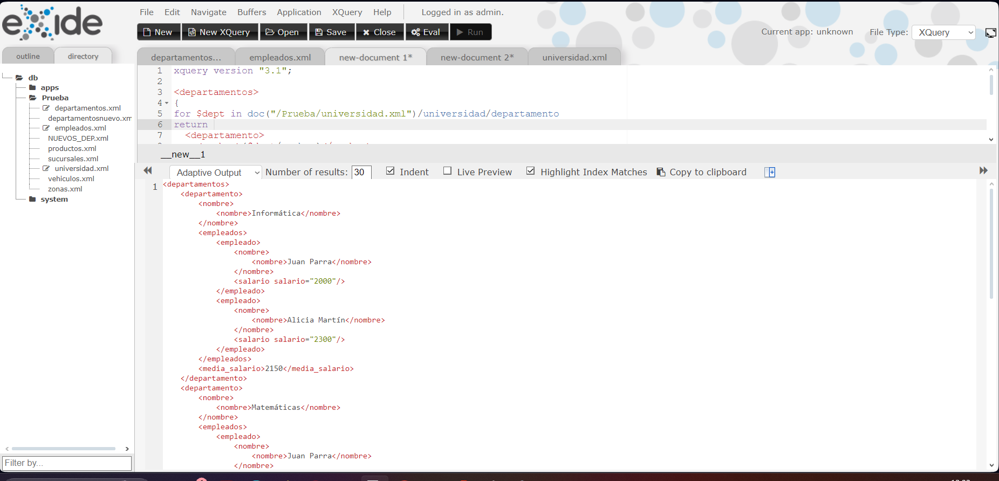 eXide
File Edit Navigate Buffers Application XQuery Help Logged in as admin.
New New XQuery Open Save Close Eval Run
Current app: unknown File Type: XQuery
outline directory
departamentos... empleados.xml new-document 1* new-document 2* universidad.xml
db
apps
Prueba
departamentos.xml
departamentosnuevo.xm
empleados.xml
NUEVOS_DEP.xml
productos.xml
sucursales.xml
universidad.xml
vehiculos.xml
zonas.xml
system
Filter by...
1 xquery version "3.1";
2
3 <departamentos>
4 {
5 for $dept in doc("/Prueba/universidad.xml")/universidad/departamento
6 return
7 <departamento>
__new__1
Adaptive Output Number of results: 30 Indent Live Preview Highlight Index Matches Copy to clipboard
1 <departamentos>
<departamento>
<nombre>
<nombre>Informática</nombre>
</nombre>
<empleados>
<empleado>
<nombre>
<nombre>Juan Parra</nombre>
</nombre>
<salario salario="2000"/>
</empleado>
<empleado>
<nombre>
<nombre>Alicia Martín</nombre>
</nombre>
<salario salario="2300"/>
</empleado>
</empleados>
<media_salario>2150</media_salario>
</departamento>
<departamento>
<nombre>
<nombre>Matemáticas</nombre>
</nombre>
<empleados>
<empleado>
<nombre>
<nombre>Juan Parra</nombre>
</nombre>